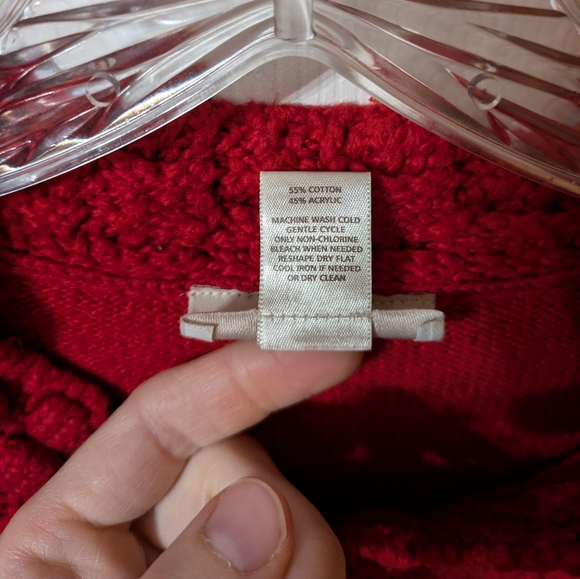 55% COTTON
45% ACRYLIC
MACHINE WASH COLD
GENTLE CYCLE
ONLY NON-CHLORINE
BLEACH WHEN NEEDED
RESHAPE DRY FLAT
COOL IRON IF NEEDED
OR DRY CLEAN